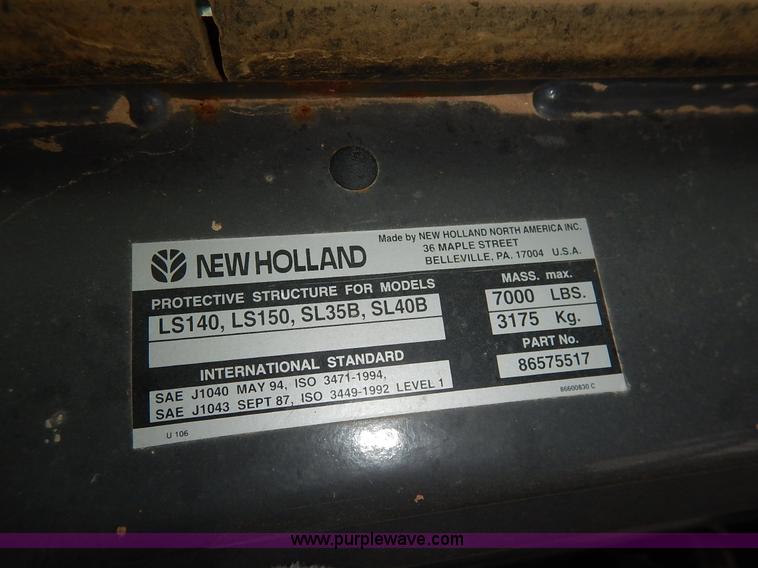 NEW HOLLAND
Made by NEW HOLLAND NORTH AMERICA INC.
36 MAPLE STREET
BELLEVILLE, PA. 17004 U.S.A.
PROTECTIVE STRUCTURE FOR MODELS
LS140, LS150, SL35B, SL40B
MASS. max.
7000 LBS.
3175 Kg.
INTERNATIONAL STANDARD
SAE J1040 MAY 94, ISO 3471-1994,
SAE J1043 SEPT 87, ISO 3449-1992 LEVEL 1
PART No.
86575517
U 106
86600830 C
www.purplewave.com